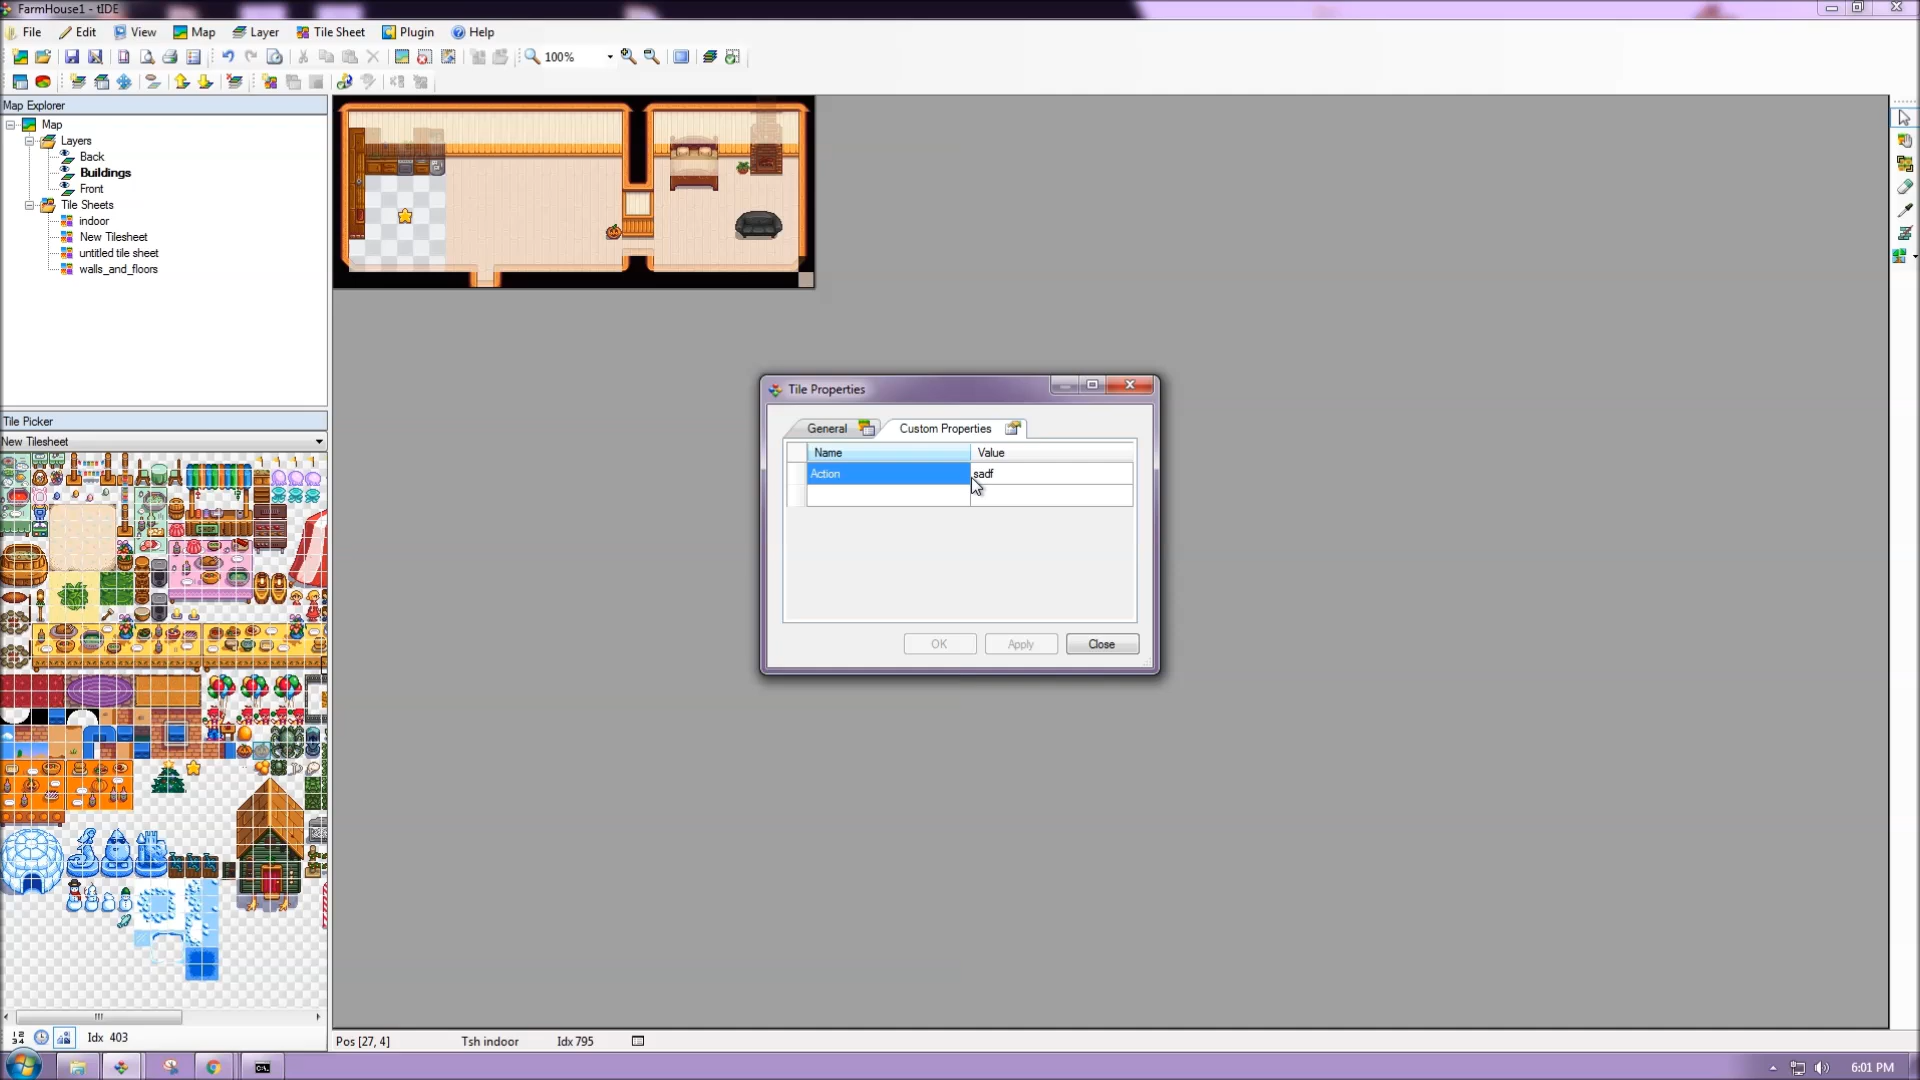 FarmHouse1 - tIDE
File Edit View Map Layer Tile Sheet Plugin Help
100%
Map Explorer
Map
Layers
Back
Buildings
Front
Tile Sheets
indoor
New Tilesheet
untitled tile sheet
walls_and_floors
Tile Picker
New Tilesheet
Tile Properties
General Custom Properties
Name Value
Action sadf
OK Apply Close
Idx 403
Pos [27, 4] Tsh indoor Idx 795
6:01 PM